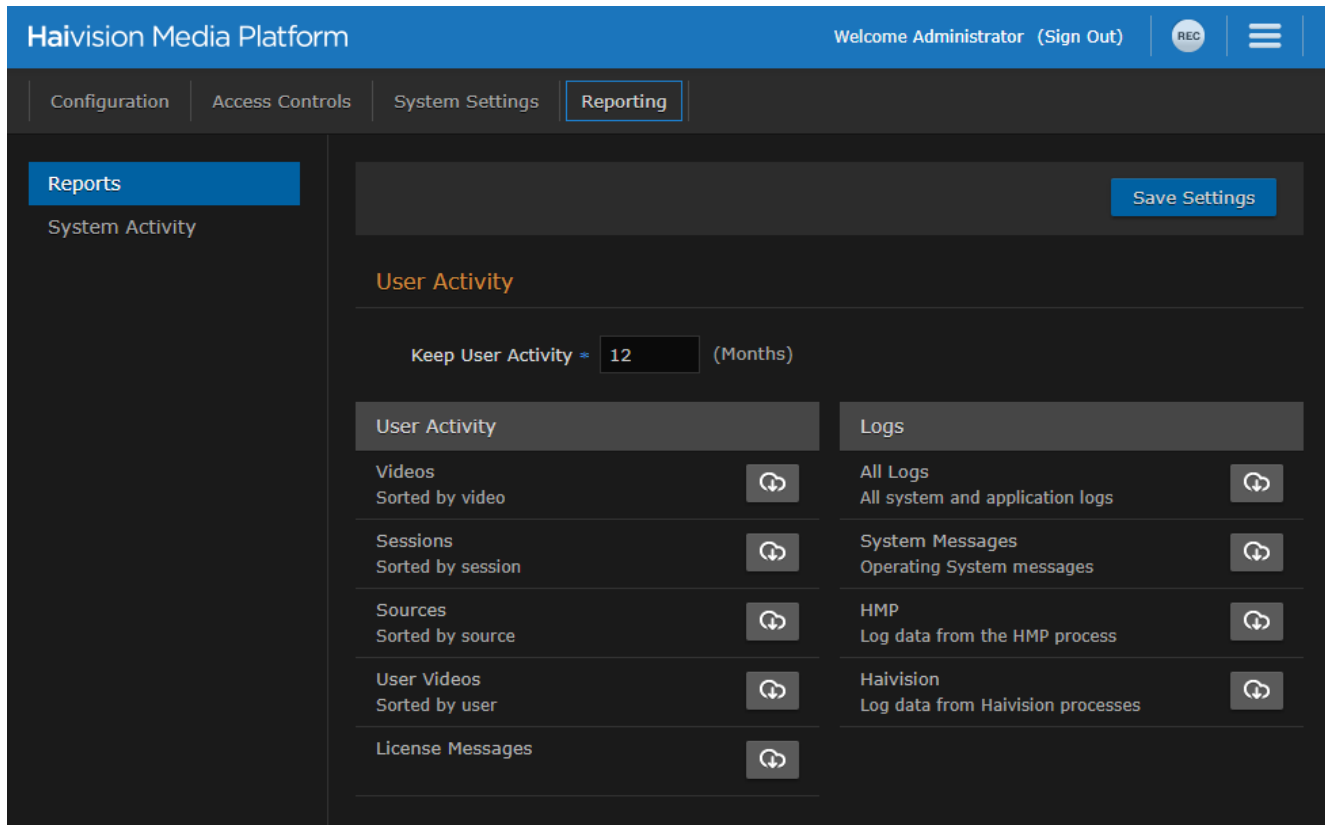 Haivision Media Platform
Welcome Administrator (Sign Out)
REC
Configuration
Access Controls
System Settings
Reporting
Reports
System Activity
Save Settings
User Activity
Keep User Activity * 12 (Months)
User Activity
Videos
Sorted by video
Sessions
Sorted by session
Sources
Sorted by source
User Videos
Sorted by user
License Messages
Logs
All Logs
All system and application logs
System Messages
Operating System messages
HMP
Log data from the HMP process
Haivision
Log data from Haivision processes